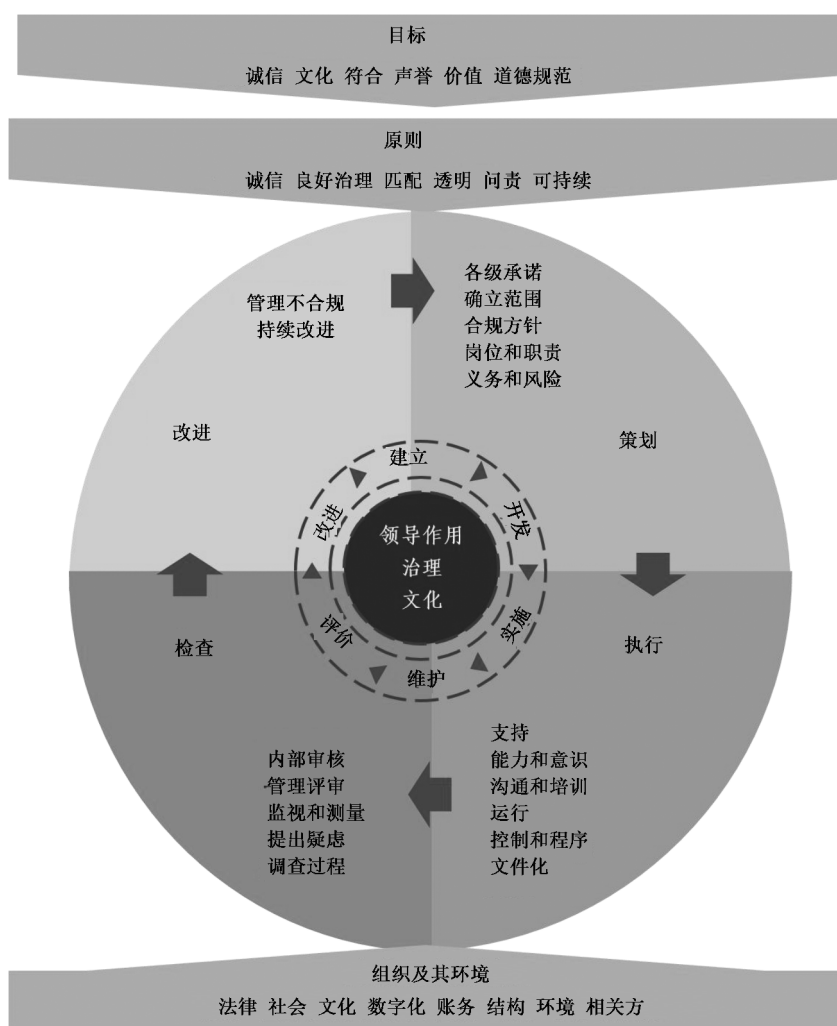 目标
诚信 文化 符合 声誉 价值 道德规范
原则
诚信 良好治理 匹配 透明 问责 可持续
管理不合规
持续改进
改进
各级承诺
确立范围
合规方针
岗位和职责
义务和风险
策划
建立
开发
实施
维护
评价
改进
领导作用
治理
文化
检查
内部审核
管理评审
监视和测量
提出疑虑
调查过程
执行
支持
能力和意识
沟通和培训
运行
控制和程序
文件化
组织及其环境
法律 社会 文化 数字化 账务 结构 环境 相关方